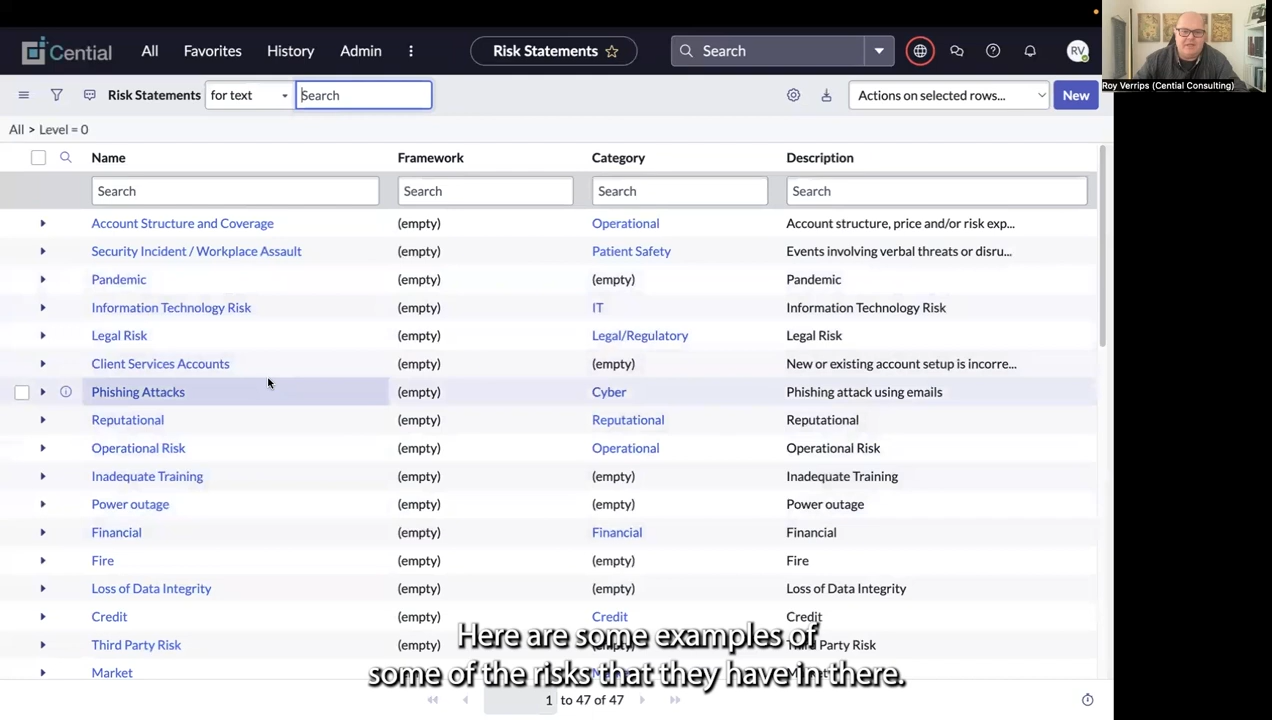 Cential All Favorites History Admin Risk Statements Search RV
Roy Verrips (Cential Consulting)
Risk Statements for text Search Actions on selected rows... New
All > Level = 0
Name Framework Category Description
Search Search Search Search
Account Structure and Coverage (empty) Operational Account structure, price and/or risk exp...
Security Incident / Workplace Assault (empty) Patient Safety Events involving verbal threats or disru...
Pandemic (empty) (empty) Pandemic
Information Technology Risk (empty) IT Information Technology Risk
Legal Risk (empty) Legal/Regulatory Legal Risk
Client Services Accounts (empty) (empty) New or existing account setup is incorre...
Phishing Attacks (empty) Cyber Phishing attack using emails
Reputational (empty) Reputational Reputational
Operational Risk (empty) Operational Operational Risk
Inadequate Training (empty) (empty) Inadequate Training
Power outage (empty) (empty) Power outage
Financial (empty) Financial Financial
Fire (empty) (empty) Fire
Loss of Data Integrity (empty) (empty) Loss of Data Integrity
Credit (empty) Credit Credit
Third Party Risk (empty) (empty) Third Party Risk
Market (empty)
Here are some examples of
some of the risks that they have in there.
1 to 47 of 47